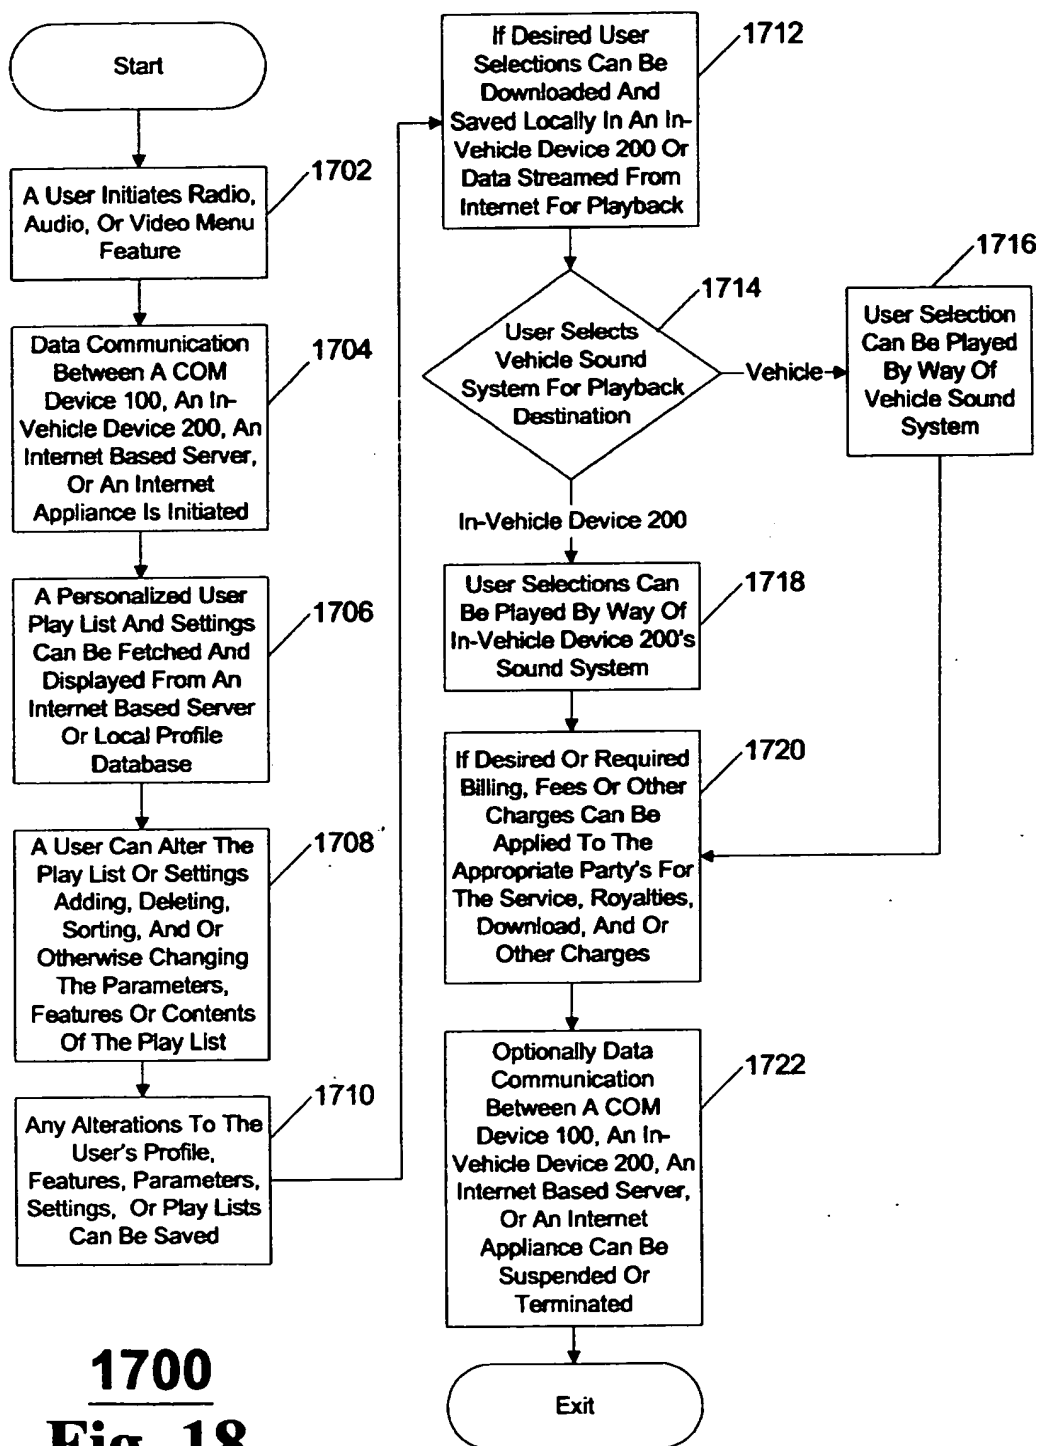 Start
1702
A User Initiates Radio,
Audio, Or Video Menu
Feature
1704
Data Communication
Between A COM
Device 100, An In-
Vehicle Device 200, An
Internet Based Server,
Or An Internet
Appliance Is Initiated
1706
A Personalized User
Play List And Settings
Can Be Fetched And
Displayed From An
Internet Based Server
Or Local Profile
Database
1708
A User Can Alter The
Play List Or Settings
Adding, Deleting,
Sorting, And Or
Otherwise Changing
The Parameters,
Features Or Contents
Of The Play List
1710
Any Alterations To The
User's Profile,
Features, Parameters,
Settings, Or Play Lists
Can Be Saved
1712
If Desired User
Selections Can Be
Downloaded And
Saved Locally In An In-
Vehicle Device 200 Or
Data Streamed From
Internet For Playback
1714
User Selects
Vehicle Sound
System For Playback
Destination
Vehicle
1716
User Selection
Can Be Played
By Way Of
Vehicle Sound
System
In-Vehicle Device 200
1718
User Selections Can
Be Played By Way Of
In-Vehicle Device 200's
Sound System
1720
If Desired Or Required
Billing, Fees Or Other
Charges Can Be
Applied To The
Appropriate Party's For
The Service, Royalties,
Download, And Or
Other Charges
1722
Optionally Data
Communication
Between A COM
Device 100, An In-
Vehicle Device 200, An
Internet Based Server,
Or An Internet
Appliance Can Be
Suspended Or
Terminated
Exit
1700
Fig. 18